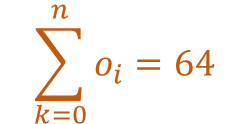 n
∑ oᵢ = 64
k=0